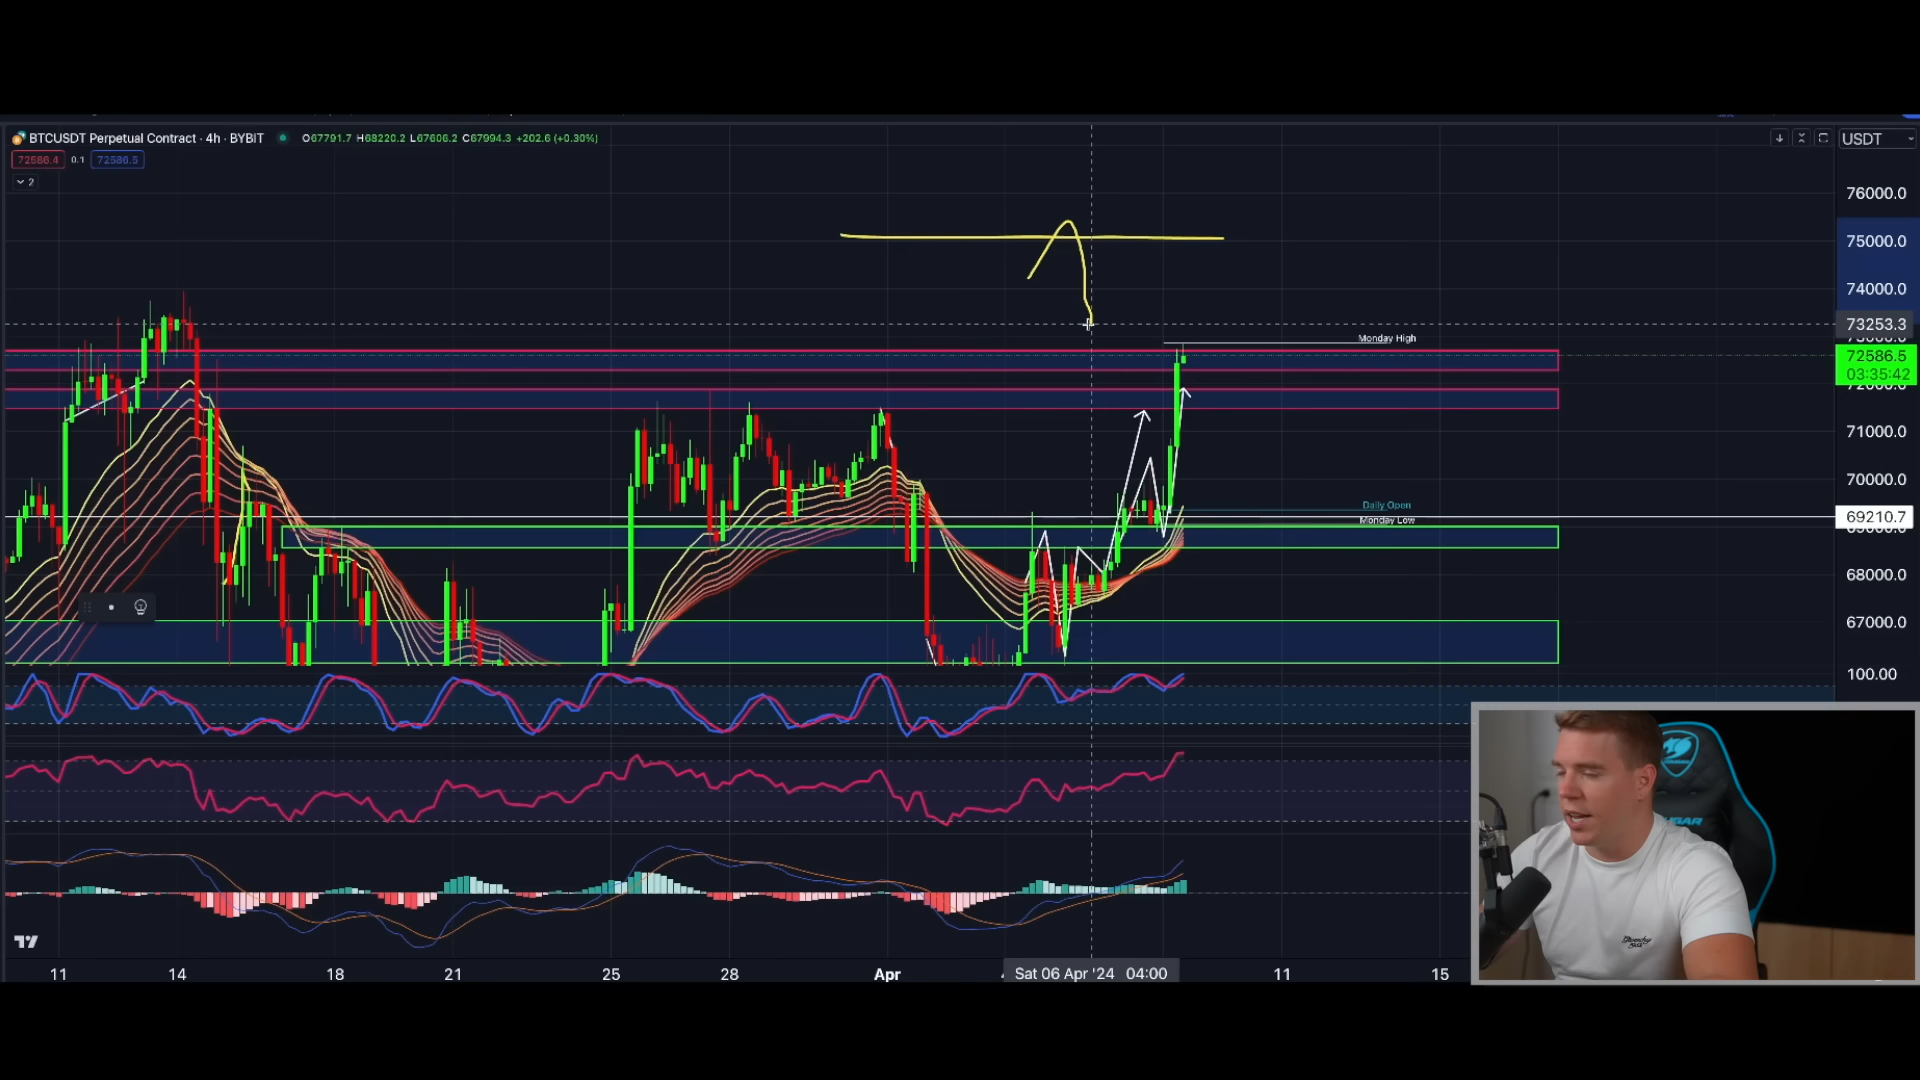 BTCUSDT Perpetual Contract · 4h · BYBIT O67791.7 H68220.2 L67606.2 C67994.3 +202.6 (+0.30%)
USDT
72586.4 0.1 72586.5
2
76000.0
75000.0
74000.0
73253.3
Monday High
72586.5
03:35:42
71000.0
70000.0
Daily Open
69210.7
Monday Low
68000.0
67000.0
100.00
COUGAR
Givenchy
11 14 18 21 25 28 Apr Sat 06 Apr '24 04:00 11 15